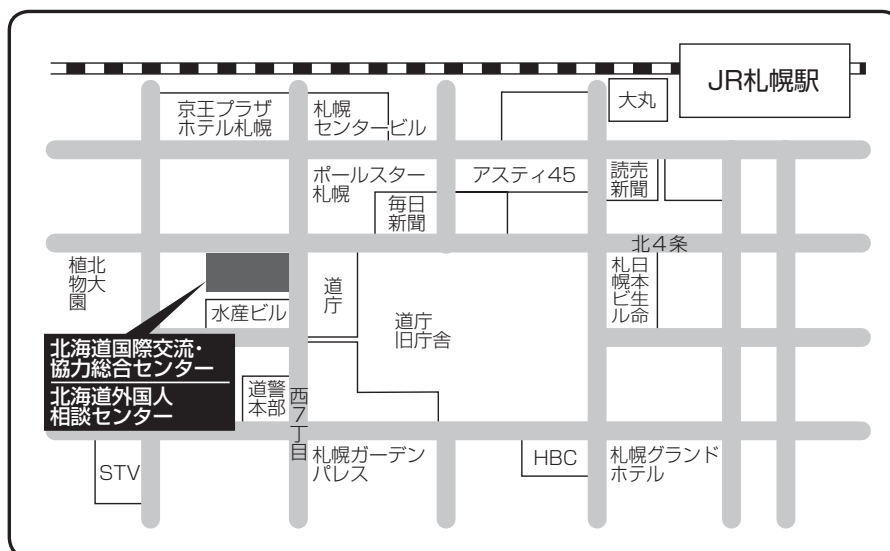 JR札幌駅
大丸
京王プラザ
ホテル札幌
札幌
センタービル
ポールスター
札幌
アスティ45
読売
新聞
毎日
新聞
北4条
北大
植物園
道庁
水産ビル
道庁
旧庁舎
日本生命
札幌ビル
北海道国際交流・
協力総合センター
北海道外国人
相談センター
道警
本部
西7丁目
STV
札幌ガーデン
パレス
HBC
札幌グランド
ホテル